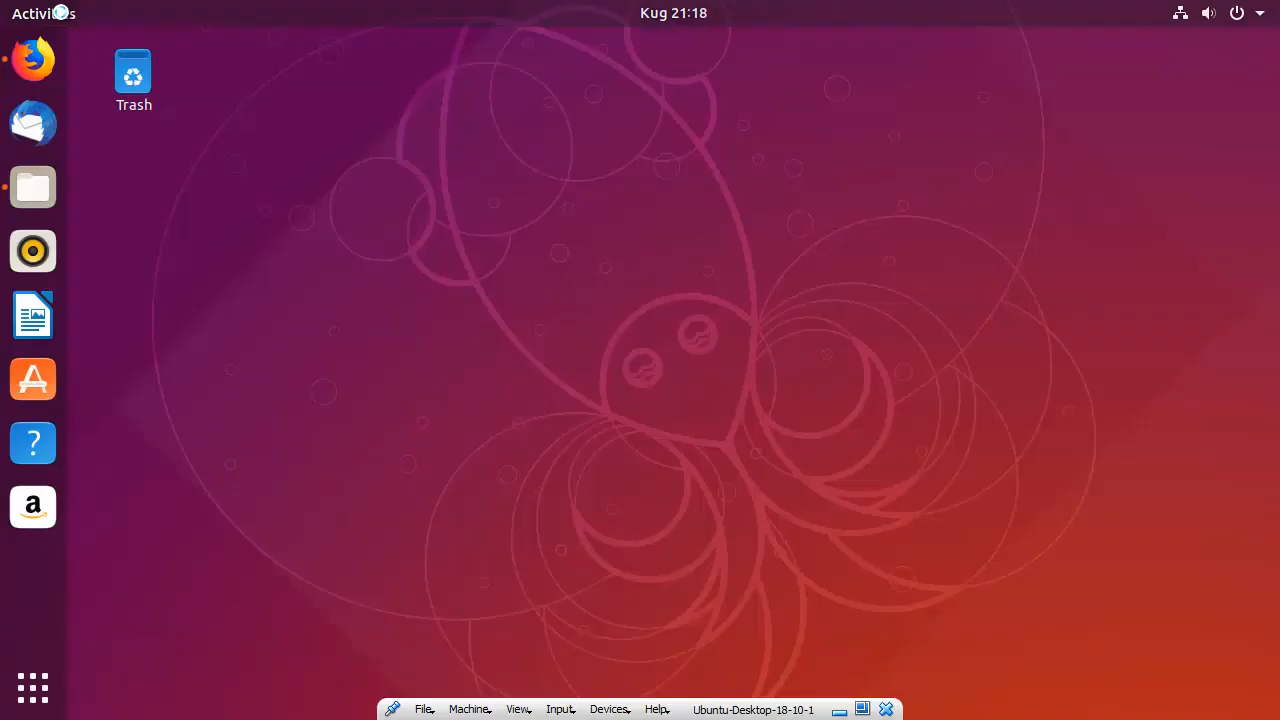 Activities
Kug 21:18
Trash
?
a
File
Machine
View
Input
Devices
Help
Ubuntu-Desktop-18-10-1